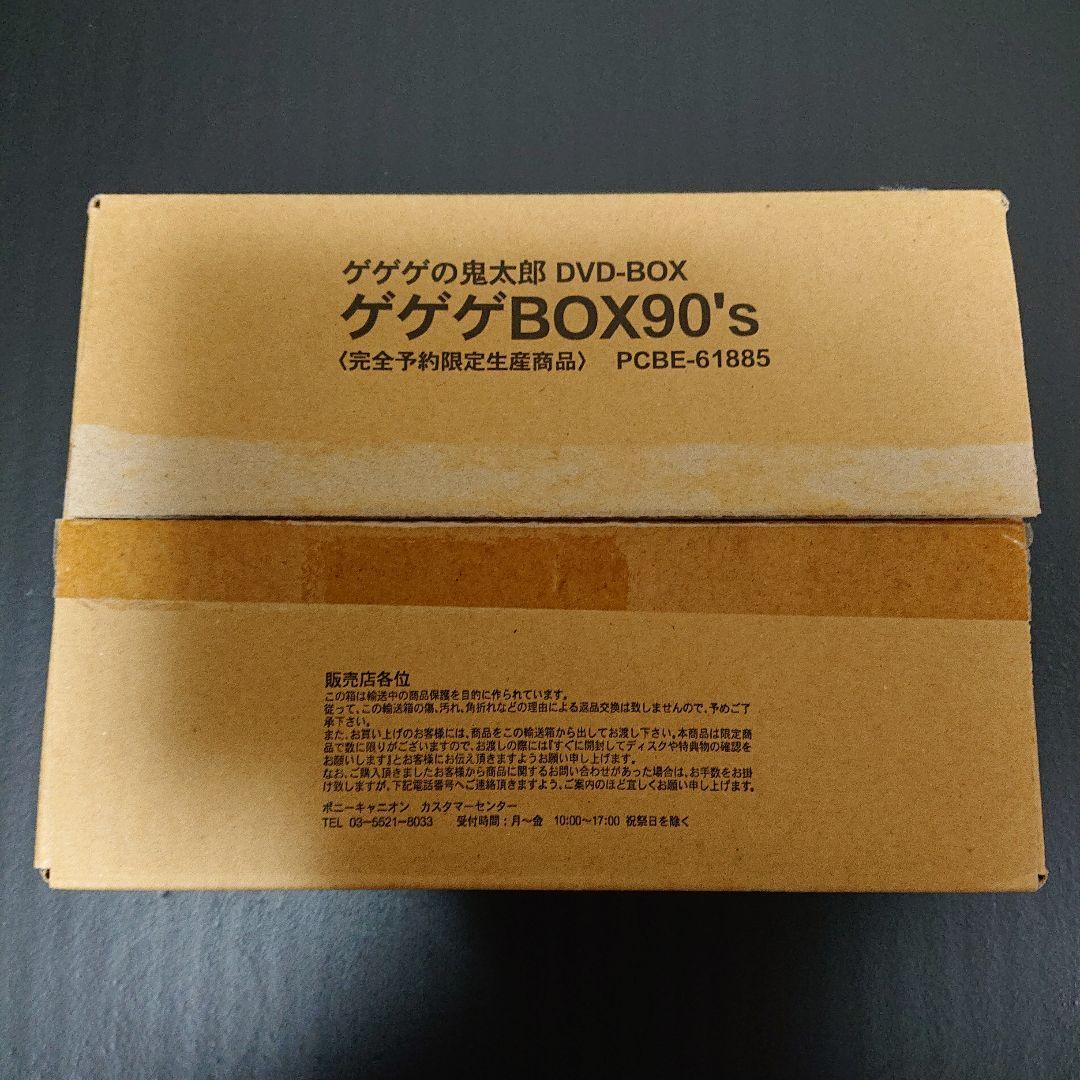 ゲゲゲの鬼太郎 DVD-BOX
ゲゲゲBOX90's
〈完全予約限定生産商品〉 PCBE-61885
販売店各位
この箱は輸送中の商品保護を目的に作られています。
従って、この輸送箱の傷、汚れ、角折れなどの理由による返品交換は致しませんので、予めご了
承下さい。
また、お買い上げのお客様には、商品をこの輸送箱から出してお渡し下さい。本商品は限定商
品で数に限りがございますので、お渡しの際には『すぐに開封してディスクや特典物の確認を
お願いします』とお客様にお伝え頂きますようお願い申し上げます。
なお、ご購入頂きましたお客様から商品に関するお問い合わせがあった場合は、お手数をお掛
け致しますが、下記電話番号へご連絡頂きますよう、ご案内のほど宜しくお願い申し上げます。
ポニーキャニオン カスタマーセンター
TEL 03-5521-8033 受付時間：月〜金 10:00〜17:00 祝祭日を除く